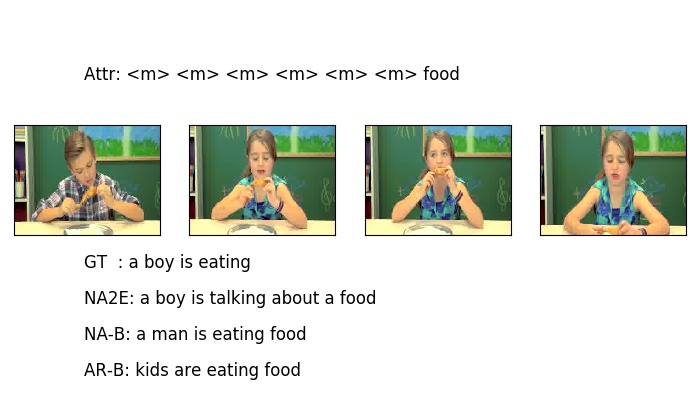 Attr: <m> <m> <m> <m> <m> <m> food
GT  : a boy is eating
NA2E: a boy is talking about a food
NA-B: a man is eating food
AR-B: kids are eating food